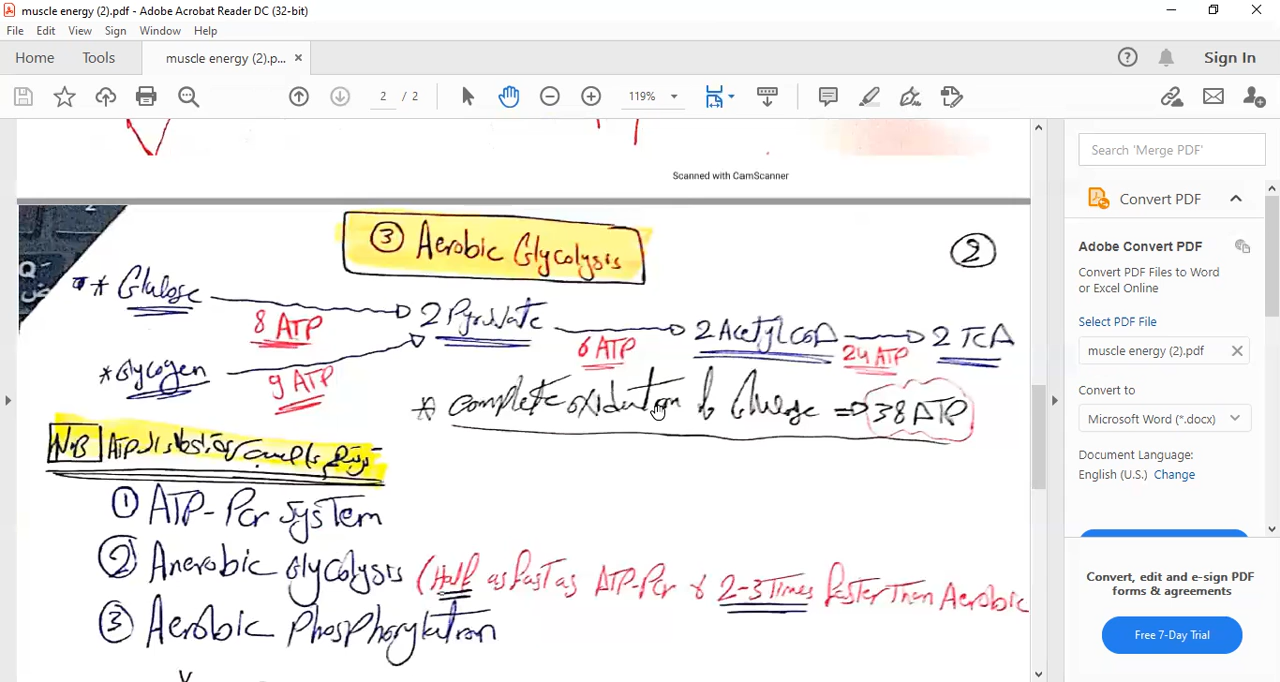 muscle energy (2).pdf - Adobe Acrobat Reader DC (32-bit)
File Edit View Sign Window Help
Home Tools muscle energy (2).p... × Sign In
2 / 2 119%
Scanned with CamScanner
③ Aerobic Glycolysis
2
* Glucose 8 ATP 2 Pyruvate 6 ATP 2 Acetyl CoA 24 ATP 2 TCA
* Glycogen 9 ATP
* Complete oxidation of Glucose => 38 ATP
N.B ATP
① ATP-Pcr System
② Anerobic Glycolysis (Half as fast as ATP-Pcr & 2-3 Times faster Than Aerobic
③ Aerobic Phosphorylation
Search 'Merge PDF'
Convert PDF
Adobe Convert PDF
Convert PDF Files to Word
or Excel Online
Select PDF File
muscle energy (2).pdf
Convert to
Microsoft Word (*.docx)
Document Language:
English (U.S.) Change
Convert, edit and e-sign PDF
forms & agreements
Free 7-Day Trial